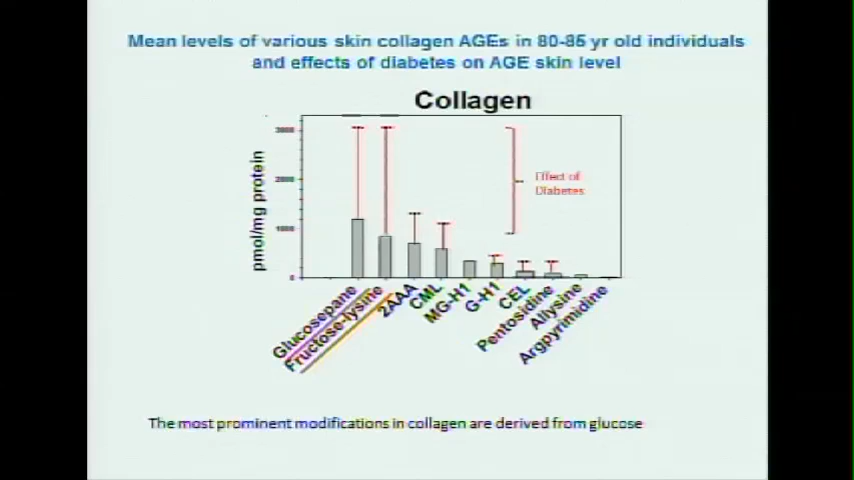 Mean levels of various skin collagen AGEs in 80-85 yr old individuals
and effects of diabetes on AGE skin level
Collagen
pmol/mg protein
3000
2000
1000
0
Effect of
Diabetes
Glucosepane
Fructose-lysine
2AAA
CML
MG-H1
G-H1
CEL
Pentosidine
Allysine
Argpyrimidine
The most prominent modifications in collagen are derived from glucose